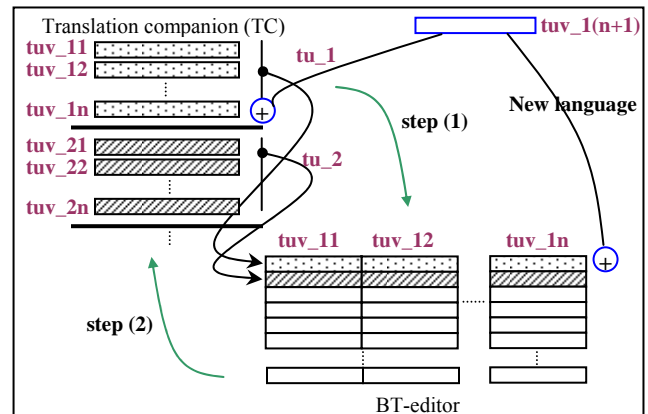 Translation companion (TC)
tuv_1(n+1)
tuv_11
tuv_12
tu_1
tuv_1n
New language
step (1)
tuv_21
tuv_22
tu_2
tuv_2n
tuv_11 tuv_12 tuv_1n
step (2)
BT-editor